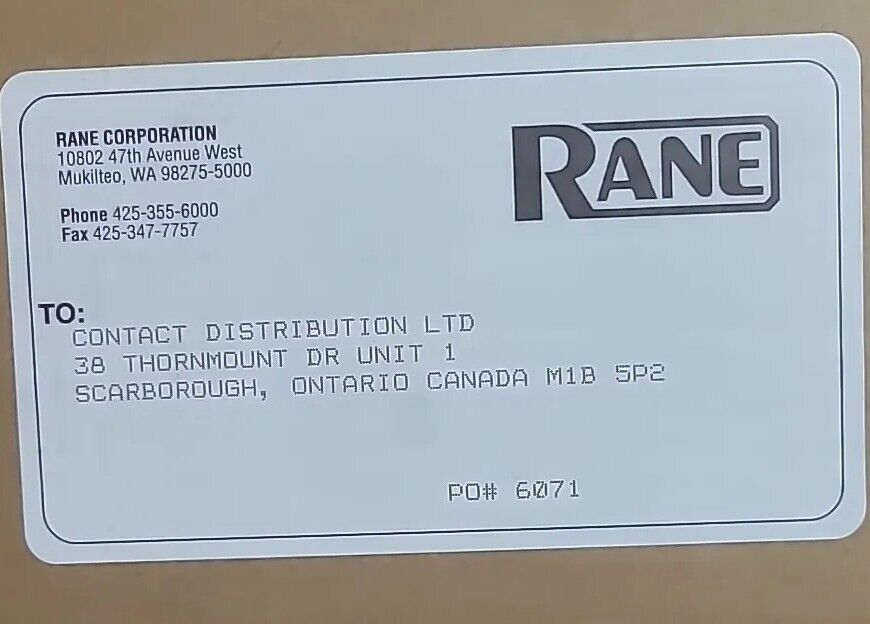 RANE CORPORATION
10802 47th Avenue West
Mukilteo, WA 98275-5000
Phone 425-355-6000
Fax 425-347-7757
RANE
TO:
CONTACT DISTRIBUTION LTD
38 THORNMOUNT DR UNIT 1
SCARBOROUGH, ONTARIO CANADA M1B 5P2
PO# 6071